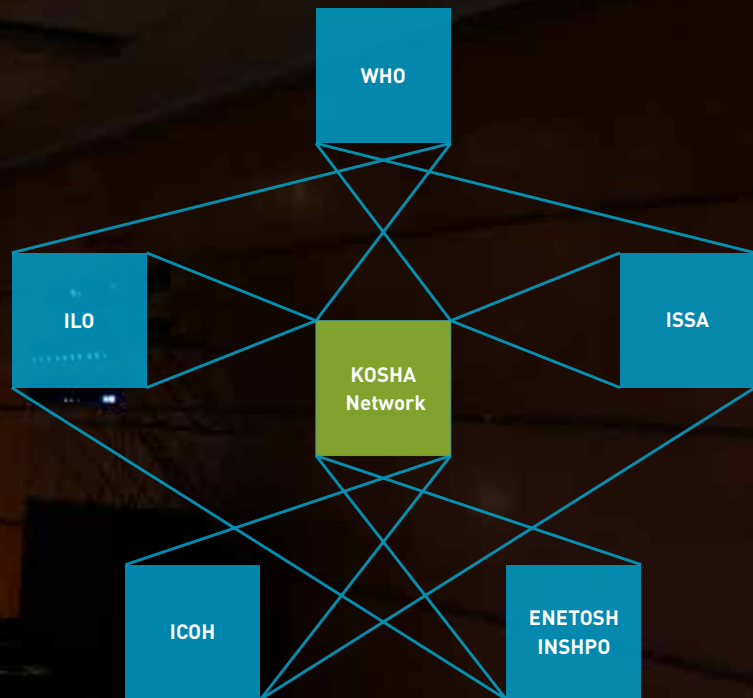 WHO
ILO
ISSA
KOSHA
Network
ICOH
ENETOSH
INSHPO